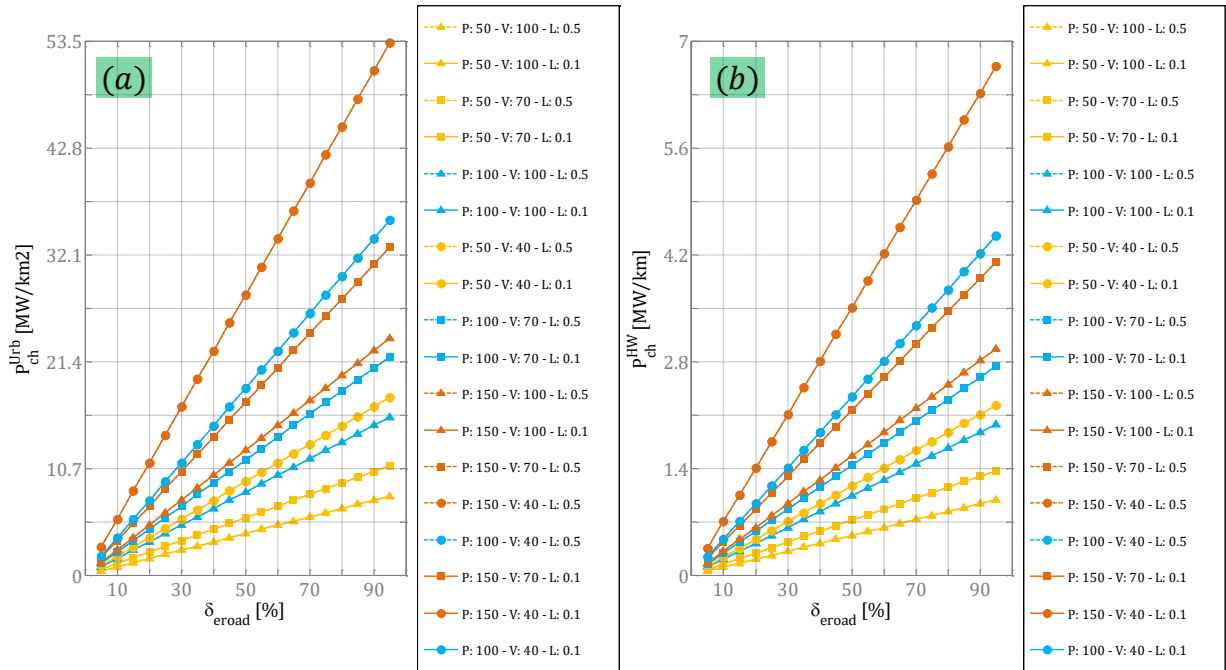 (a)
53.5
42.8
32.1
21.4
10.7
0
P_ch^Urb [MW/km2]
10 30 50 70 90
δ_eroad [%]
P: 50 - V: 100 - L: 0.5
P: 50 - V: 100 - L: 0.1
P: 50 - V: 70 - L: 0.5
P: 50 - V: 70 - L: 0.1
P: 100 - V: 100 - L: 0.5
P: 100 - V: 100 - L: 0.1
P: 50 - V: 40 - L: 0.5
P: 50 - V: 40 - L: 0.1
P: 100 - V: 70 - L: 0.5
P: 100 - V: 70 - L: 0.1
P: 150 - V: 100 - L: 0.5
P: 150 - V: 100 - L: 0.1
P: 150 - V: 70 - L: 0.5
P: 150 - V: 40 - L: 0.5
P: 100 - V: 40 - L: 0.5
P: 150 - V: 70 - L: 0.1
P: 150 - V: 40 - L: 0.1
P: 100 - V: 40 - L: 0.1
(b)
7
5.6
4.2
2.8
1.4
0
P_ch^HW [MW/km]
10 30 50 70 90
δ_eroad [%]
P: 50 - V: 100 - L: 0.5
P: 50 - V: 100 - L: 0.1
P: 50 - V: 70 - L: 0.5
P: 50 - V: 70 - L: 0.1
P: 100 - V: 100 - L: 0.5
P: 100 - V: 100 - L: 0.1
P: 50 - V: 40 - L: 0.5
P: 50 - V: 40 - L: 0.1
P: 100 - V: 70 - L: 0.5
P: 100 - V: 70 - L: 0.1
P: 150 - V: 100 - L: 0.5
P: 150 - V: 100 - L: 0.1
P: 150 - V: 70 - L: 0.5
P: 150 - V: 40 - L: 0.5
P: 100 - V: 40 - L: 0.5
P: 150 - V: 70 - L: 0.1
P: 150 - V: 40 - L: 0.1
P: 100 - V: 40 - L: 0.1